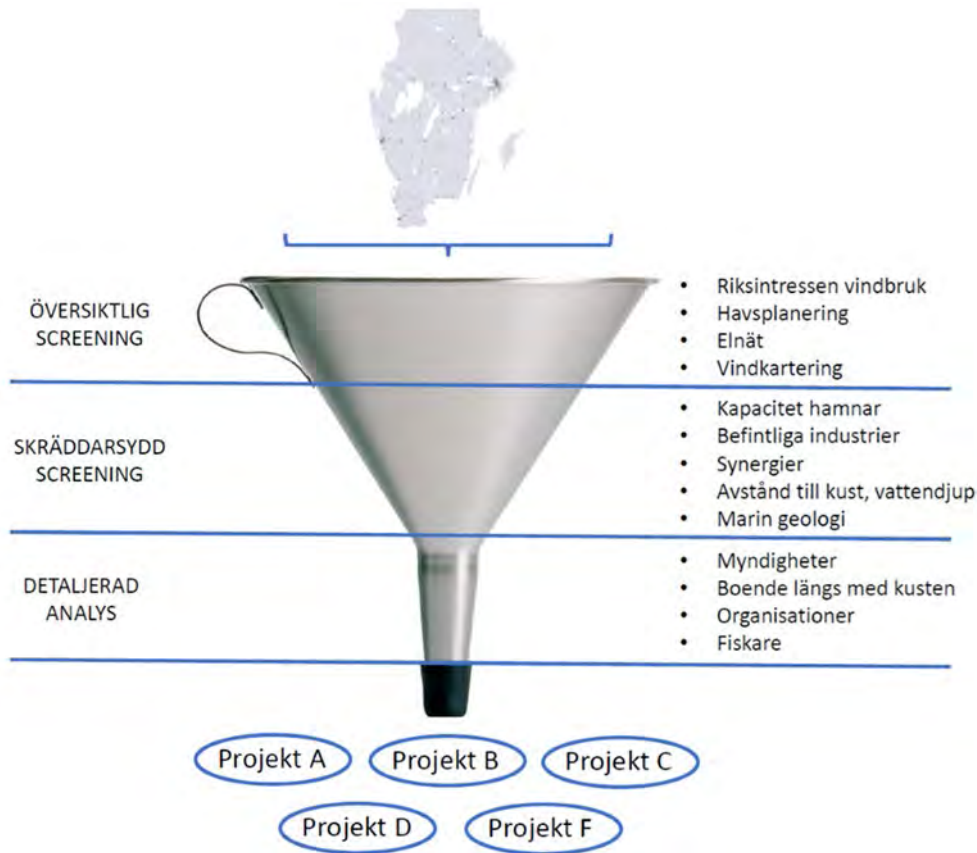 ÖVERSIKTLIG
SCREENING
• Riksintressen vindbruk
• Havsplanering
• Elnät
• Vindkartering
SKRÄDDARSYDD
SCREENING
• Kapacitet hamnar
• Befintliga industrier
• Synergier
• Avstånd till kust, vattendjup
• Marin geologi
DETALJERAD
ANALYS
• Myndigheter
• Boende längs med kusten
• Organisationer
• Fiskare
Projekt A
Projekt B
Projekt C
Projekt D
Projekt F